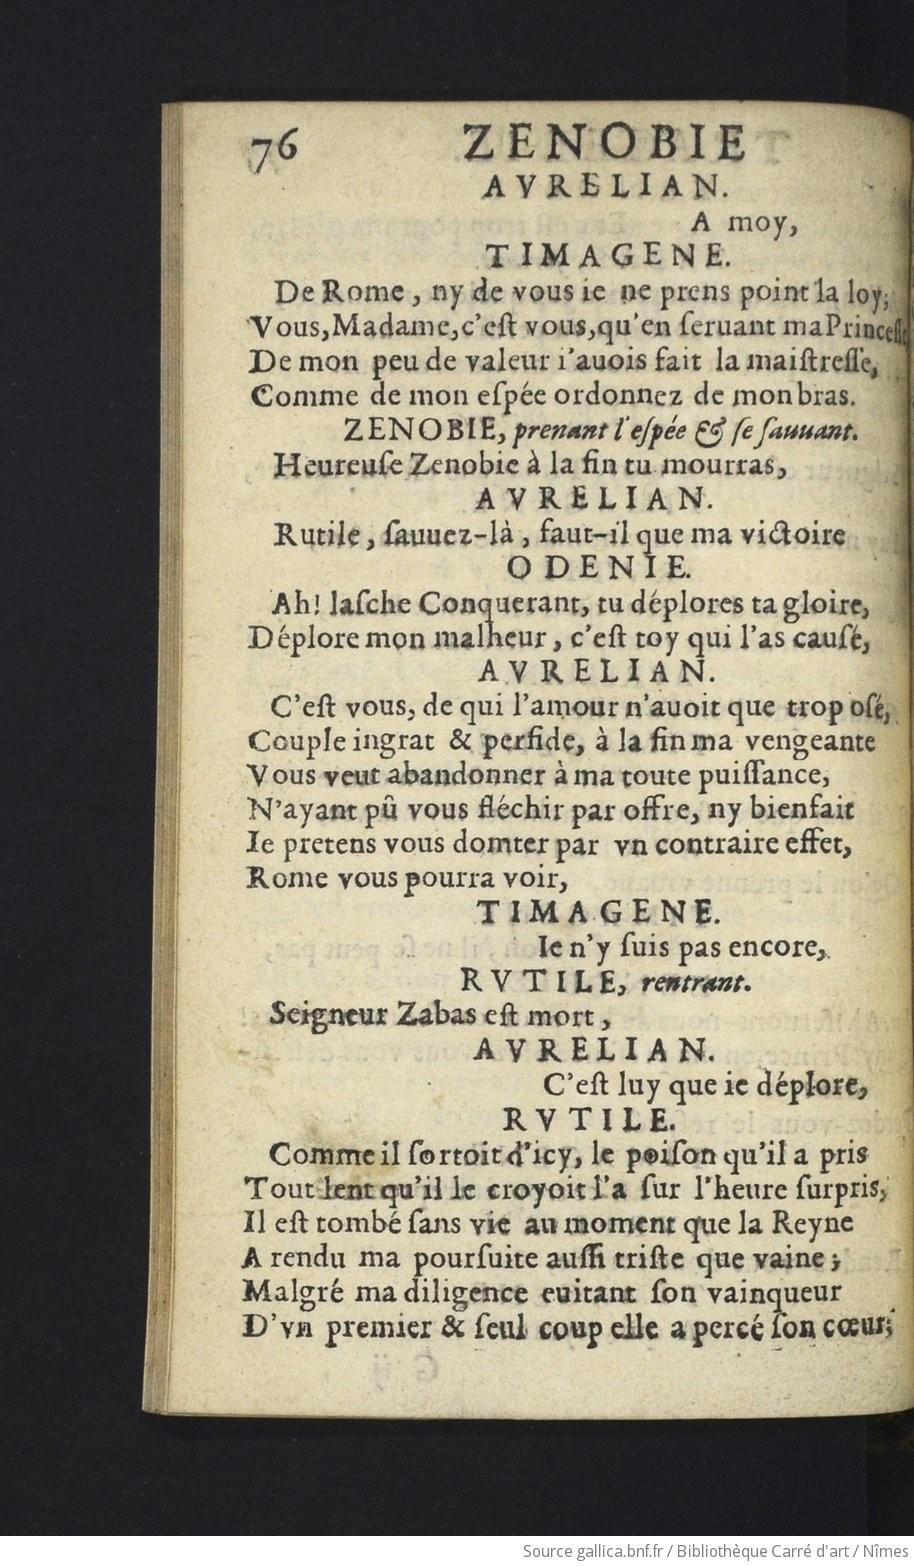 76 ZENOBIE
AVRELIAN.
A moy,
TIMAGENE.
De Rome, ny de vous ie ne prens point la loy,
Vous, Madame, c'eſt vous, qu'en ſeruant ma Princeſſe
De mon peu de valeur i'auois fait la maiſtreſſe,
Comme de mon eſpée ordonnez de mon bras.
ZENOBIE, prenant l'eſpée & ſe ſauuant.
Heureuſe Zenobie à la fin tu mourras,
AVRELIAN.
Rutile, ſauuez-là, faut-il que ma victoire
ODENIE.
Ah! laſche Conquerant, tu déplores ta gloire,
Déplore mon malheur, c'eſt toy qui l'as cauſé,
AVRELIAN.
C'eſt vous, de qui l'amour n'auoit que trop oſé,
Couple ingrat & perfide, à la fin ma vengeante
Vous veut abandonner à ma toute puiſſance,
N'ayant pû vous fléchir par offre, ny bienfait
Ie pretens vous domter par vn contraire effet,
Rome vous pourra voir,
TIMAGENE.
Ie n'y ſuis pas encore,
RVTILE, rentrant.
Seigneur Zabas eſt mort,
AVRELIAN.
C'eſt luy que ie déplore,
RVTILE.
Comme il ſortoit d'icy, le poiſon qu'il a pris
Tout lent qu'il le croyoit l'a ſur l'heure ſurpris,
Il eſt tombé ſans vie au moment que la Reyne
A rendu ma pourſuite auſſi triſte que vaine;
Malgré ma diligence euitant ſon vainqueur
D'vn premier & ſeul coup elle a percé ſon cœur;
Source gallica.bnf.fr / Bibliothèque Carré d'art / Nîmes